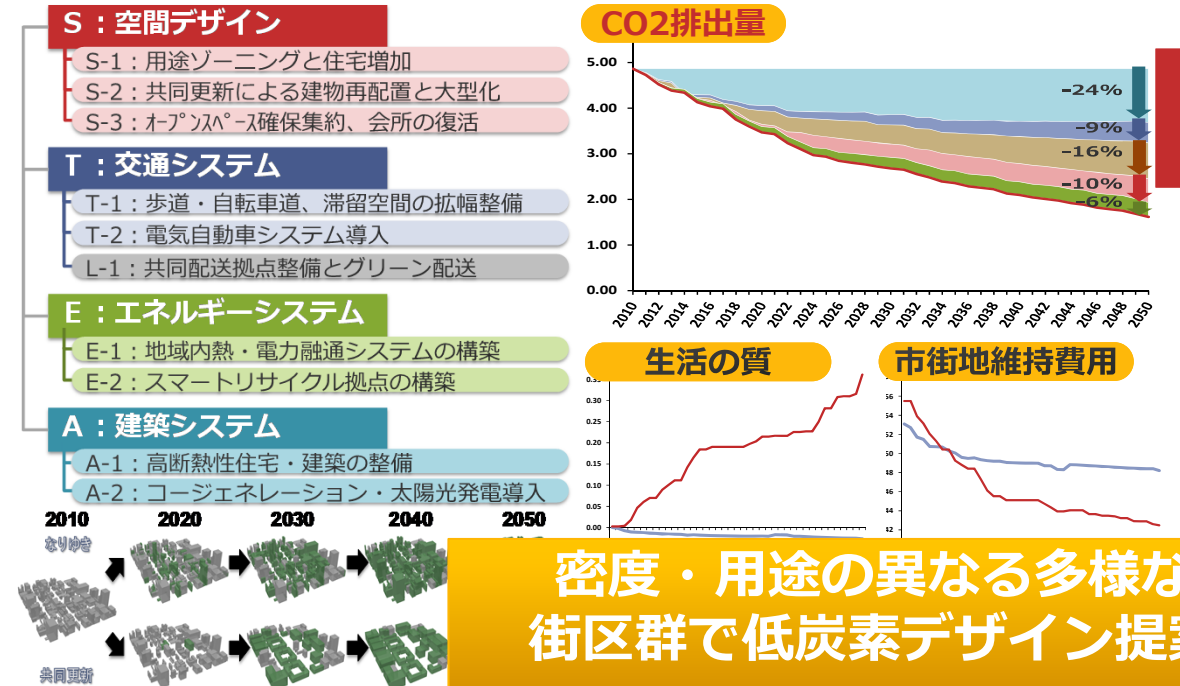 S：空間デザイン
S-1：用途ゾーニングと住宅増加
S-2：共同更新による建物再配置と大型化
S-3：ｵｰﾌﾟﾝｽﾍﾟｰｽ確保集約、会所の復活
T：交通システム
T-1：歩道・自転車道、滞留空間の拡幅整備
T-2：電気自動車システム導入
L-1：共同配送拠点整備とグリーン配送
E：エネルギーシステム
E-1：地域内熱・電力融通システムの構築
E-2：スマートリサイクル拠点の構築
A：建築システム
A-1：高断熱性住宅・建築の整備
A-2：コージェネレーション・太陽光発電導入
2010 2020 2030 2040 2050
なりゆき
共同更新
CO2排出量
5.00
4.00
3.00
2.00
1.00
0.00
-24%
-9%
-16%
-10%
-6%
2010 2012 2014 2016 2018 2020 2022 2024 2026 2028 2030 2032 2034 2036 2038 2040 2042 2044 2046 2048 2050
生活の質
0.35
0.30
0.25
0.20
0.15
0.10
0.05
0.00
市街地維持費用
56
54
52
50
48
46
44
42
密度・用途の異なる多様な
街区群で低炭素デザイン提案